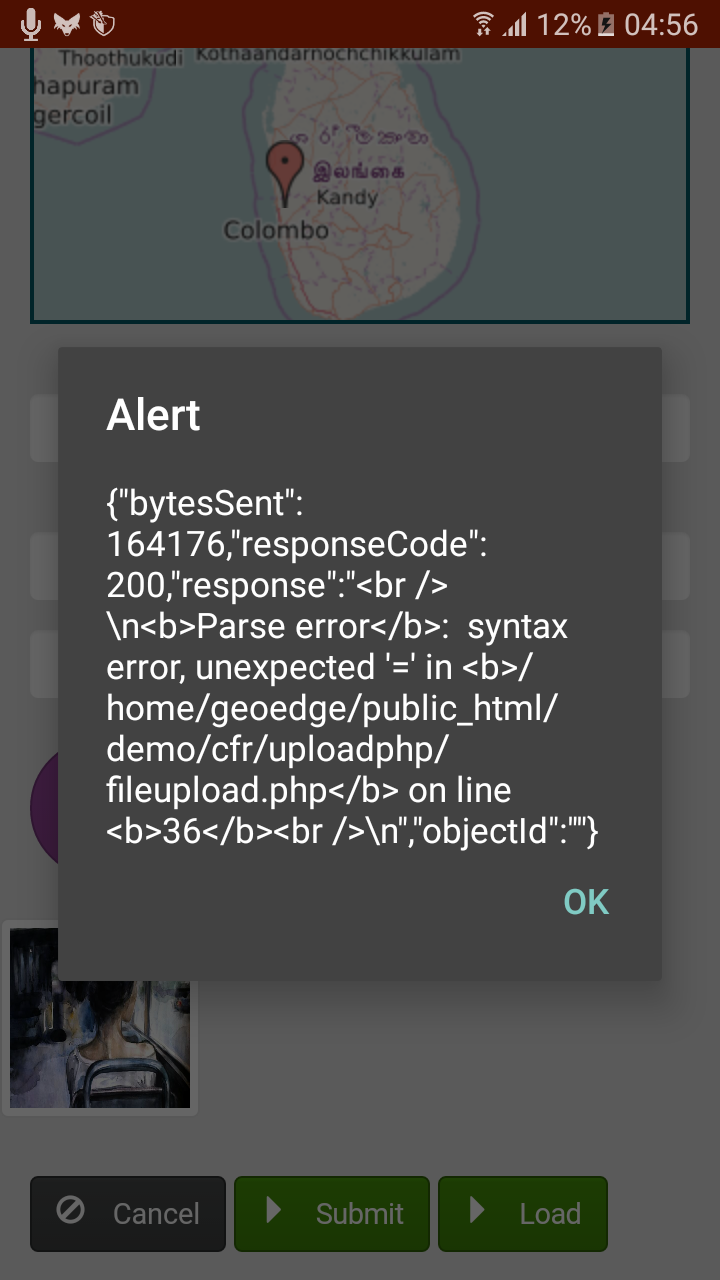 12% 04:56
Thoothukudi Kothaandarnochchikkulam
hapuram
gercoil
இலங்கை
Kandy
Colombo
Alert
{"bytesSent":
164176,"responseCode":
200,"response":"<br />
\n<b>Parse error</b>:  syntax
error, unexpected '=' in <b>/
home/geoedge/public_html/
demo/cfr/uploadphp/
fileupload.php</b> on line
<b>36</b><br />\n","objectId":""}
OK
Cancel Submit Load